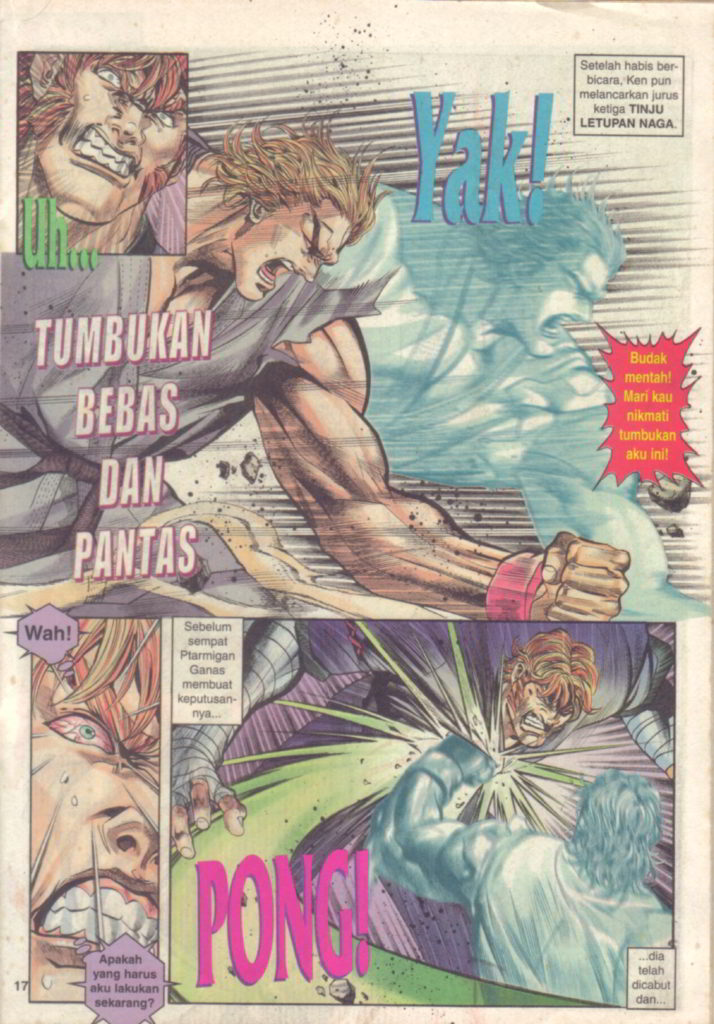 Setelah habis ber-
bicara, Ken pun
melancarkan jurus
ketiga TINJU
LETUPAN NAGA.
Uh...
Yak!
TUMBUKAN
BEBAS
DAN
PANTAS
Budak
mentah!
Mari kau
nikmati
tumbukan
aku ini!
Wah!
Apakah
yang harus
aku lakukan
sekarang?
Sebelum
sempat
Ptarmigan
Ganas
membuat
keputusan-
nya...
PONG!
...dia
telah
dicabut
dan...
17